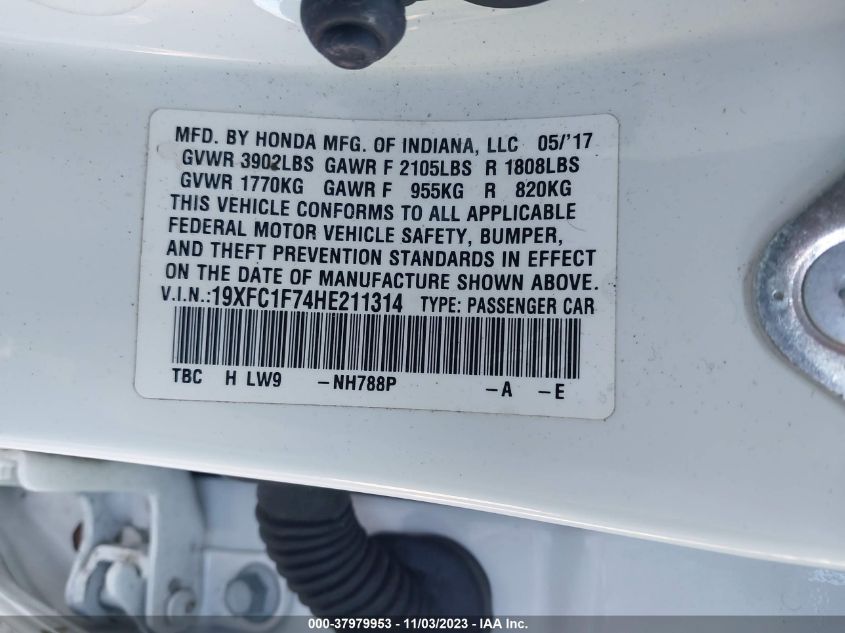 MFD. BY HONDA MFG. OF INDIANA, LLC 05/'17
GVWR 3902LBS GAWR F 2105LBS R 1808LBS
GVWR 1770KG GAWR F 955KG R 820KG
THIS VEHICLE CONFORMS TO ALL APPLICABLE
FEDERAL MOTOR VEHICLE SAFETY, BUMPER,
AND THEFT PREVENTION STANDARDS IN EFFECT
ON THE DATE OF MANUFACTURE SHOWN ABOVE.
V.I.N.:19XFC1F74HE211314 TYPE: PASSENGER CAR
TBC H LW9 –NH788P –A –E
000-37979953 - 11/03/2023 - IAA Inc.